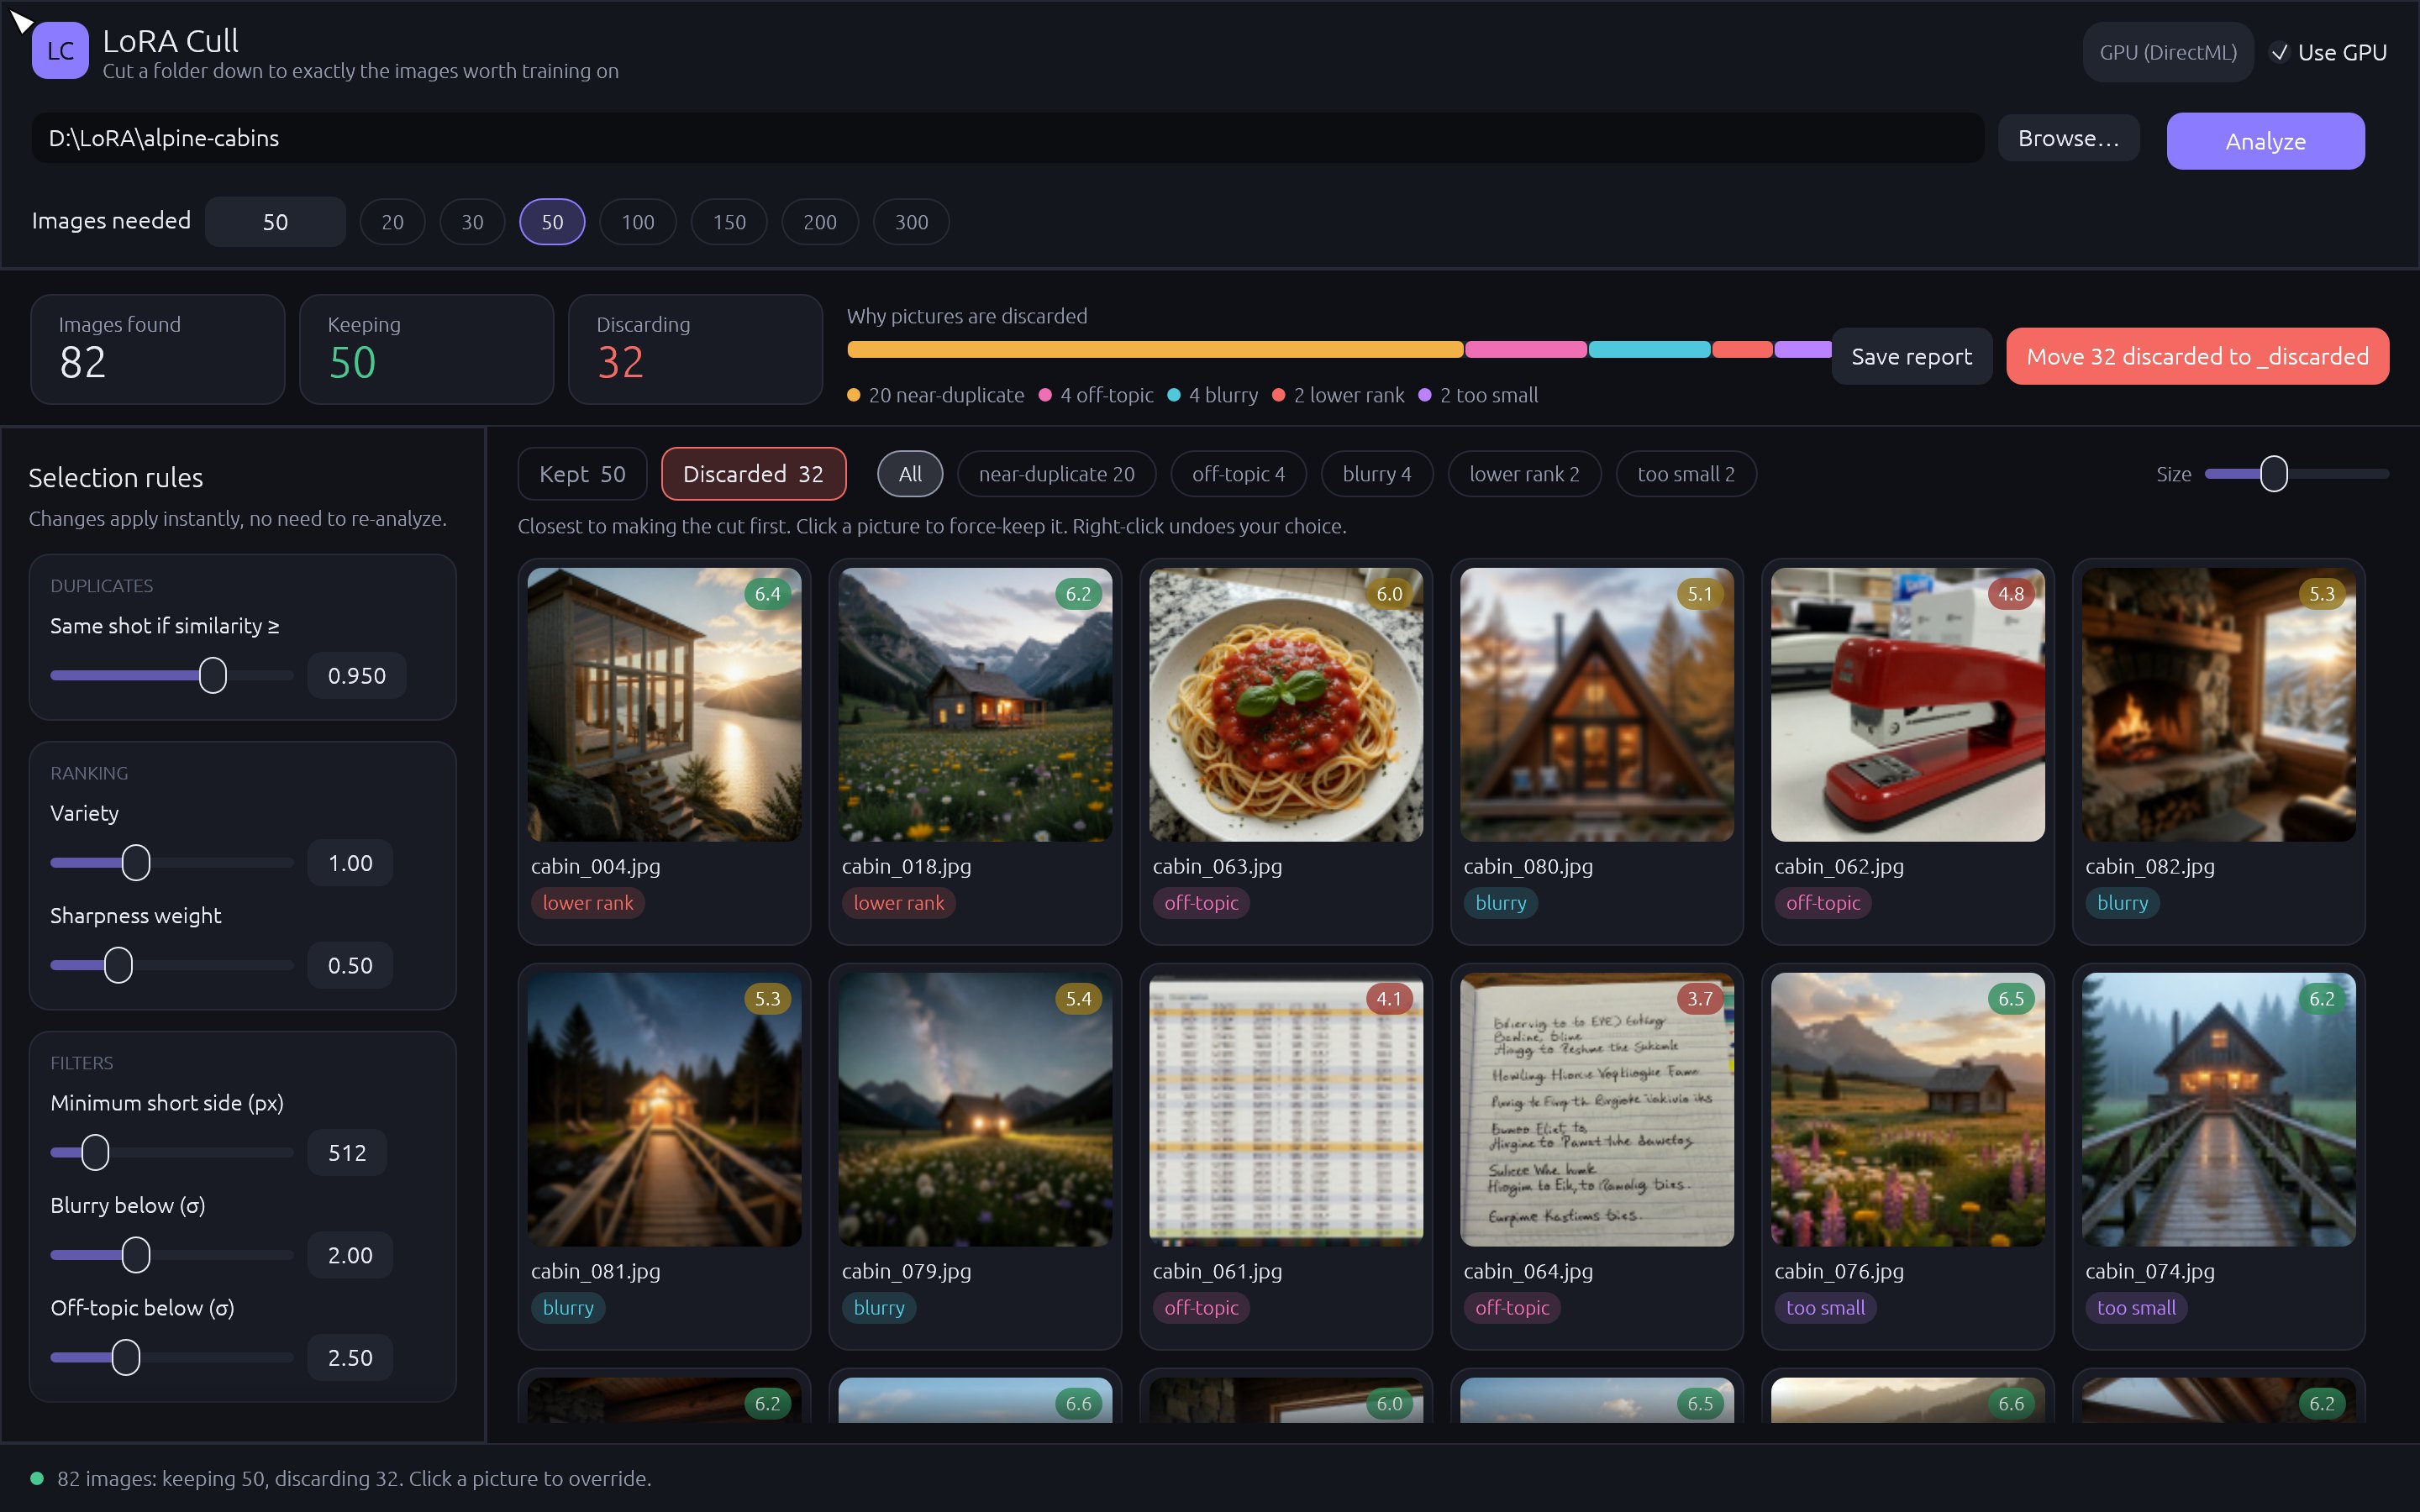 LC
LoRA Cull
Cut a folder down to exactly the images worth training on
GPU (DirectML)
Use GPU
D:\LoRA\alpine-cabins
Browse...
Analyze
Images needed
50
20
30
50
100
150
200
300
Images found
82
Keeping
50
Discarding
32
Why pictures are discarded
20 near-duplicate
4 off-topic
4 blurry
2 lower rank
2 too small
Save report
Move 32 discarded to _discarded
Selection rules
Changes apply instantly, no need to re-analyze.
DUPLICATES
Same shot if similarity ≥
0.950
RANKING
Variety
1.00
Sharpness weight
0.50
FILTERS
Minimum short side (px)
512
Blurry below (σ)
2.00
Off-topic below (σ)
2.50
Kept 50
Discarded 32
All
near-duplicate 20
off-topic 4
blurry 4
lower rank 2
too small 2
Size
Closest to making the cut first. Click a picture to force-keep it. Right-click undoes your choice.
6.4
cabin_004.jpg
lower rank
6.2
cabin_018.jpg
lower rank
6.0
cabin_063.jpg
off-topic
5.1
cabin_080.jpg
blurry
4.8
cabin_062.jpg
off-topic
5.3
cabin_082.jpg
blurry
5.3
cabin_081.jpg
blurry
5.4
cabin_079.jpg
blurry
4.1
cabin_061.jpg
off-topic
3.7
cabin_064.jpg
off-topic
6.5
cabin_076.jpg
too small
6.2
cabin_074.jpg
too small
6.2
6.6
6.0
6.5
6.6
6.2
82 images: keeping 50, discarding 32. Click a picture to override.